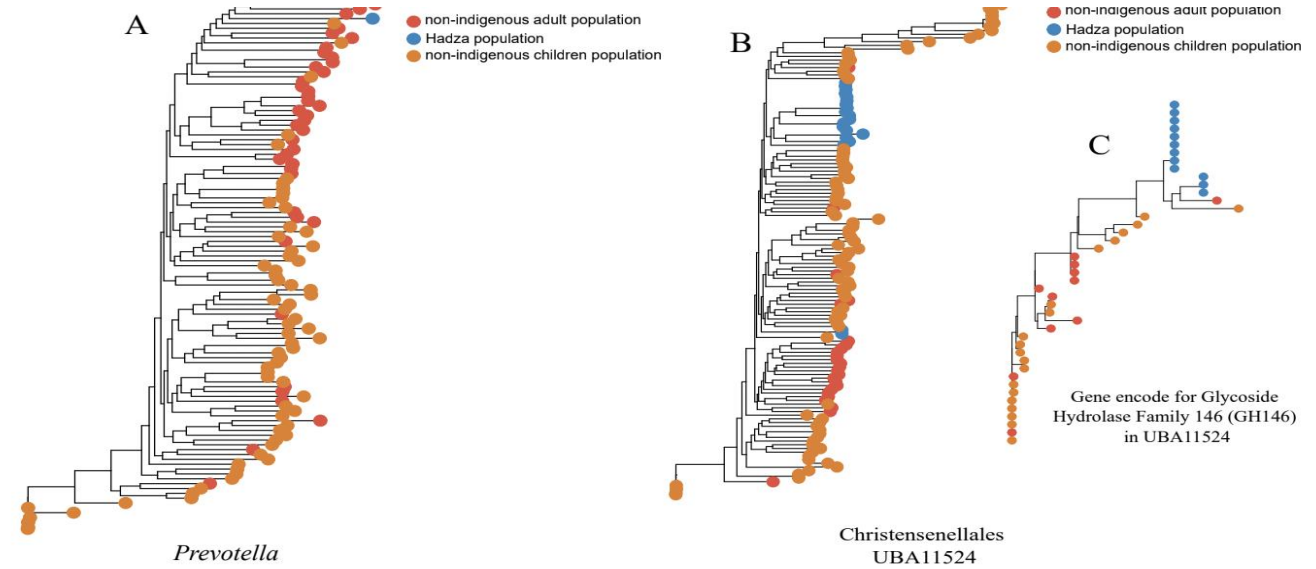 A
non-indigenous adult population
Hadza population
non-indigenous children population
Prevotella
B
non-indigenous adult population
Hadza population
non-indigenous children population
Christensenellales
UBA11524
C
Gene encode for Glycoside
Hydrolase Family 146 (GH146)
in UBA11524